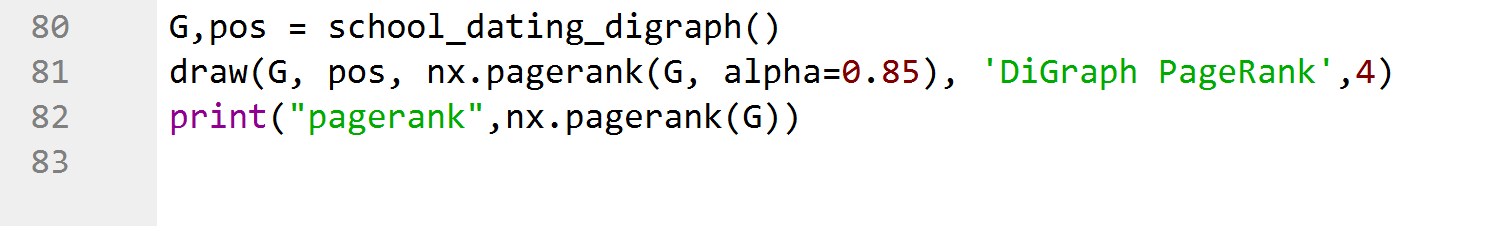 80 G,pos = school_dating_digraph()
81 draw(G, pos, nx.pagerank(G, alpha=0.85), 'DiGraph PageRank',4)
82 print("pagerank",nx.pagerank(G))
83